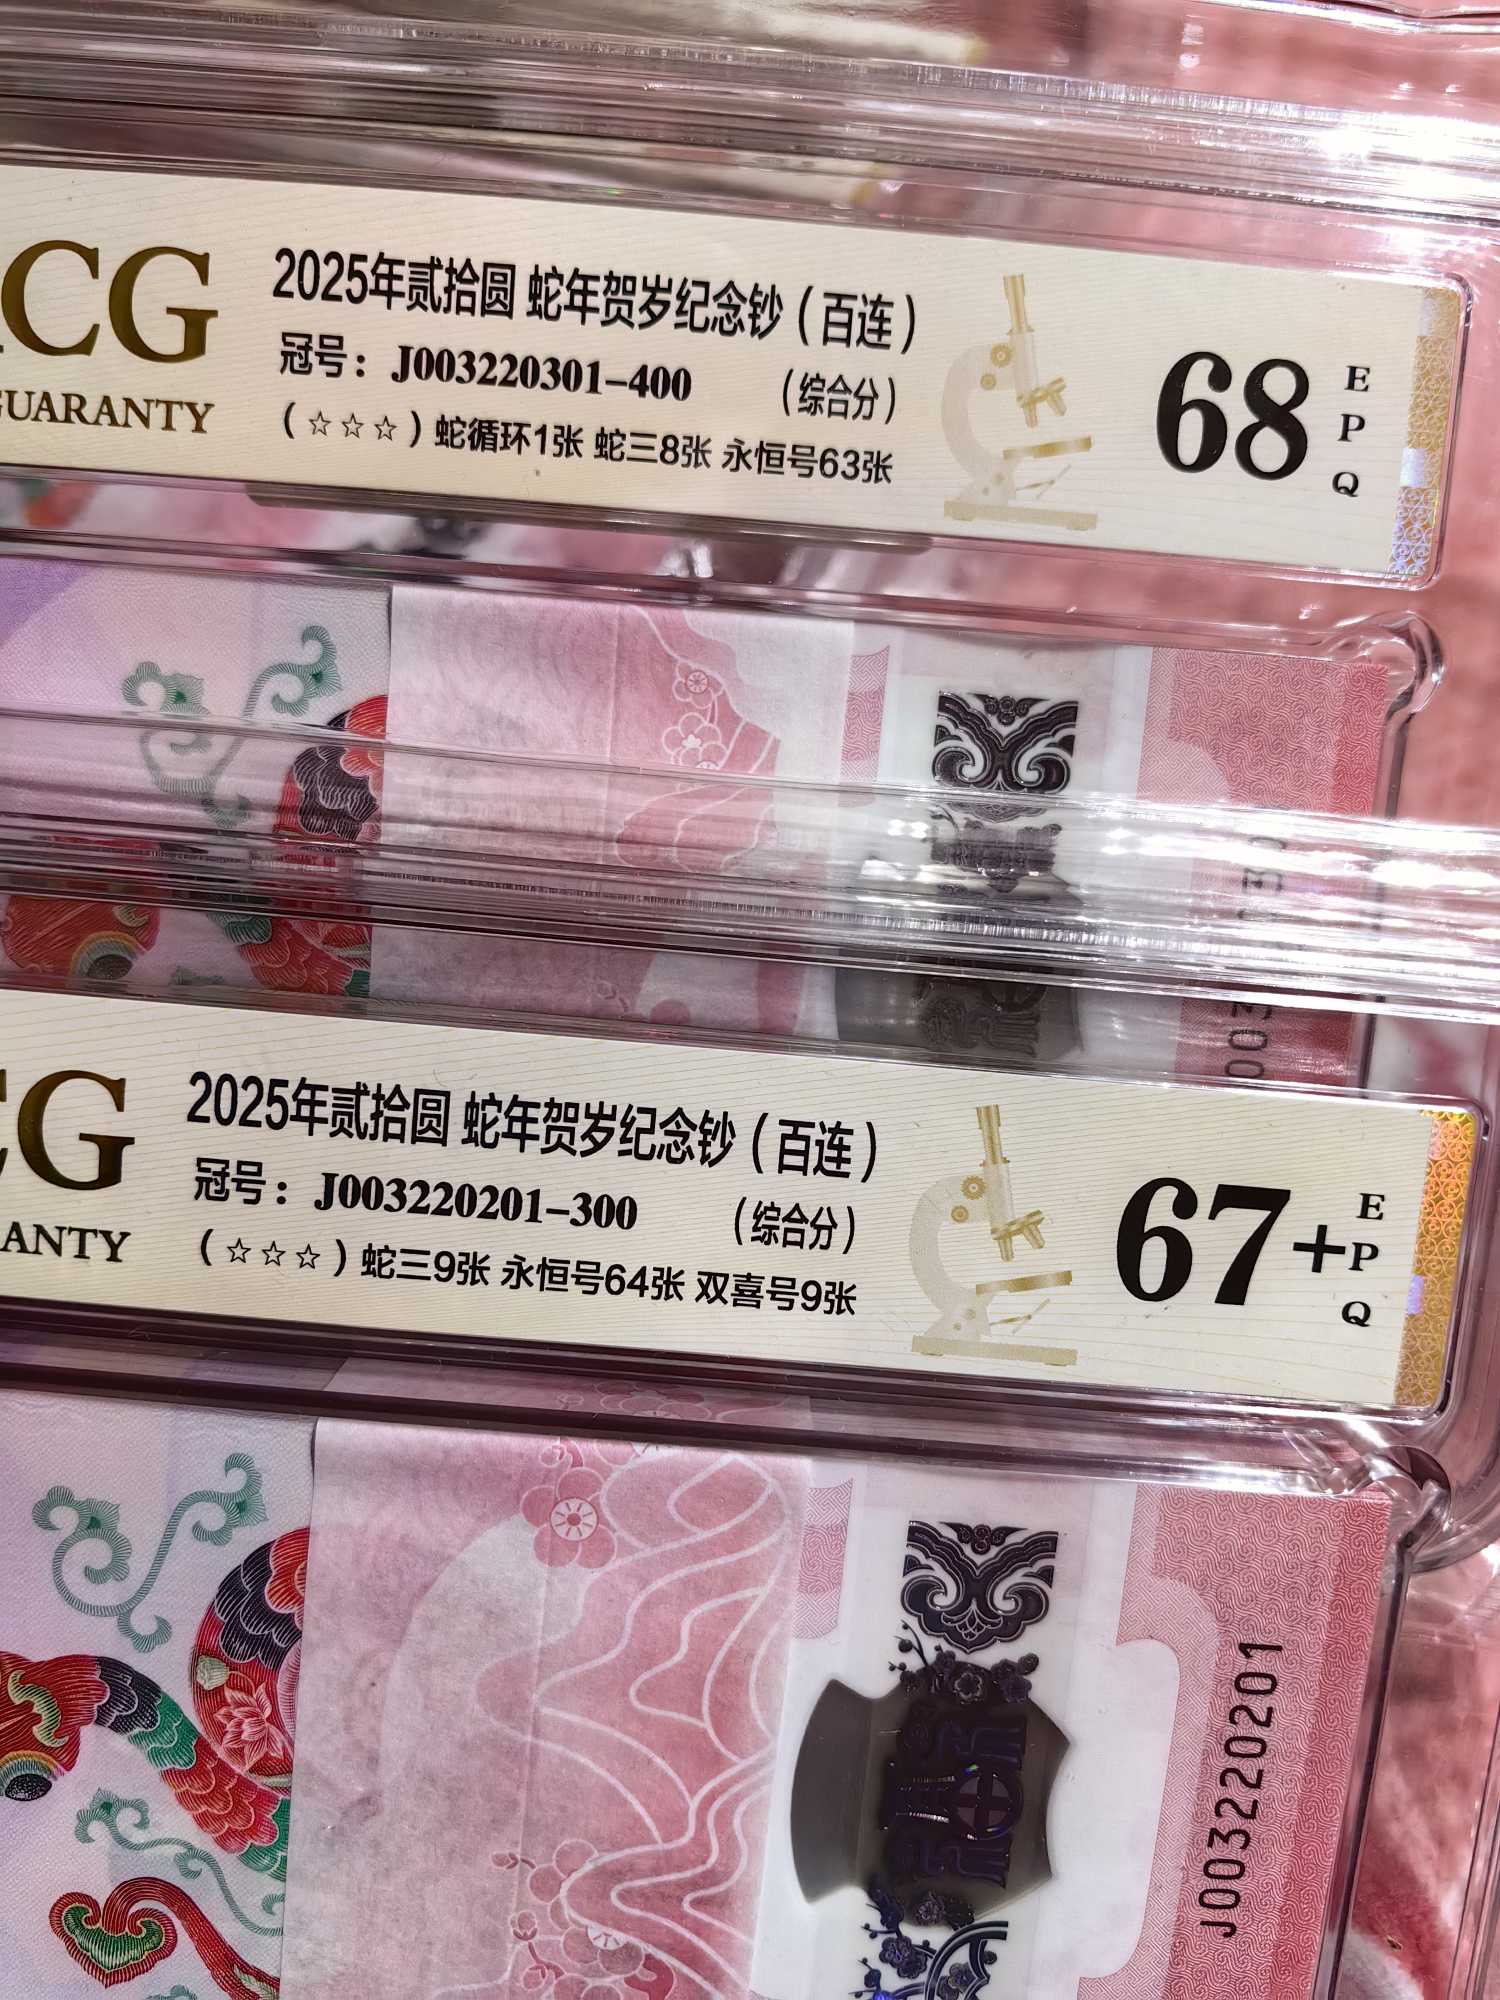 CG
2025年贰拾圆 蛇年贺岁纪念钞(百连)
冠号: J003220301-400 (综合分)
GUARANTY
(☆☆☆)蛇循环1张 蛇三8张 永恒号63张
68
E
P
Q
G
2025年贰拾圆 蛇年贺岁纪念钞(百连)
冠号: J003220201-300 (综合分)
ANTY
(☆☆☆)蛇三9张 永恒号64张 双喜号9张
67+
E
P
Q
J003220201